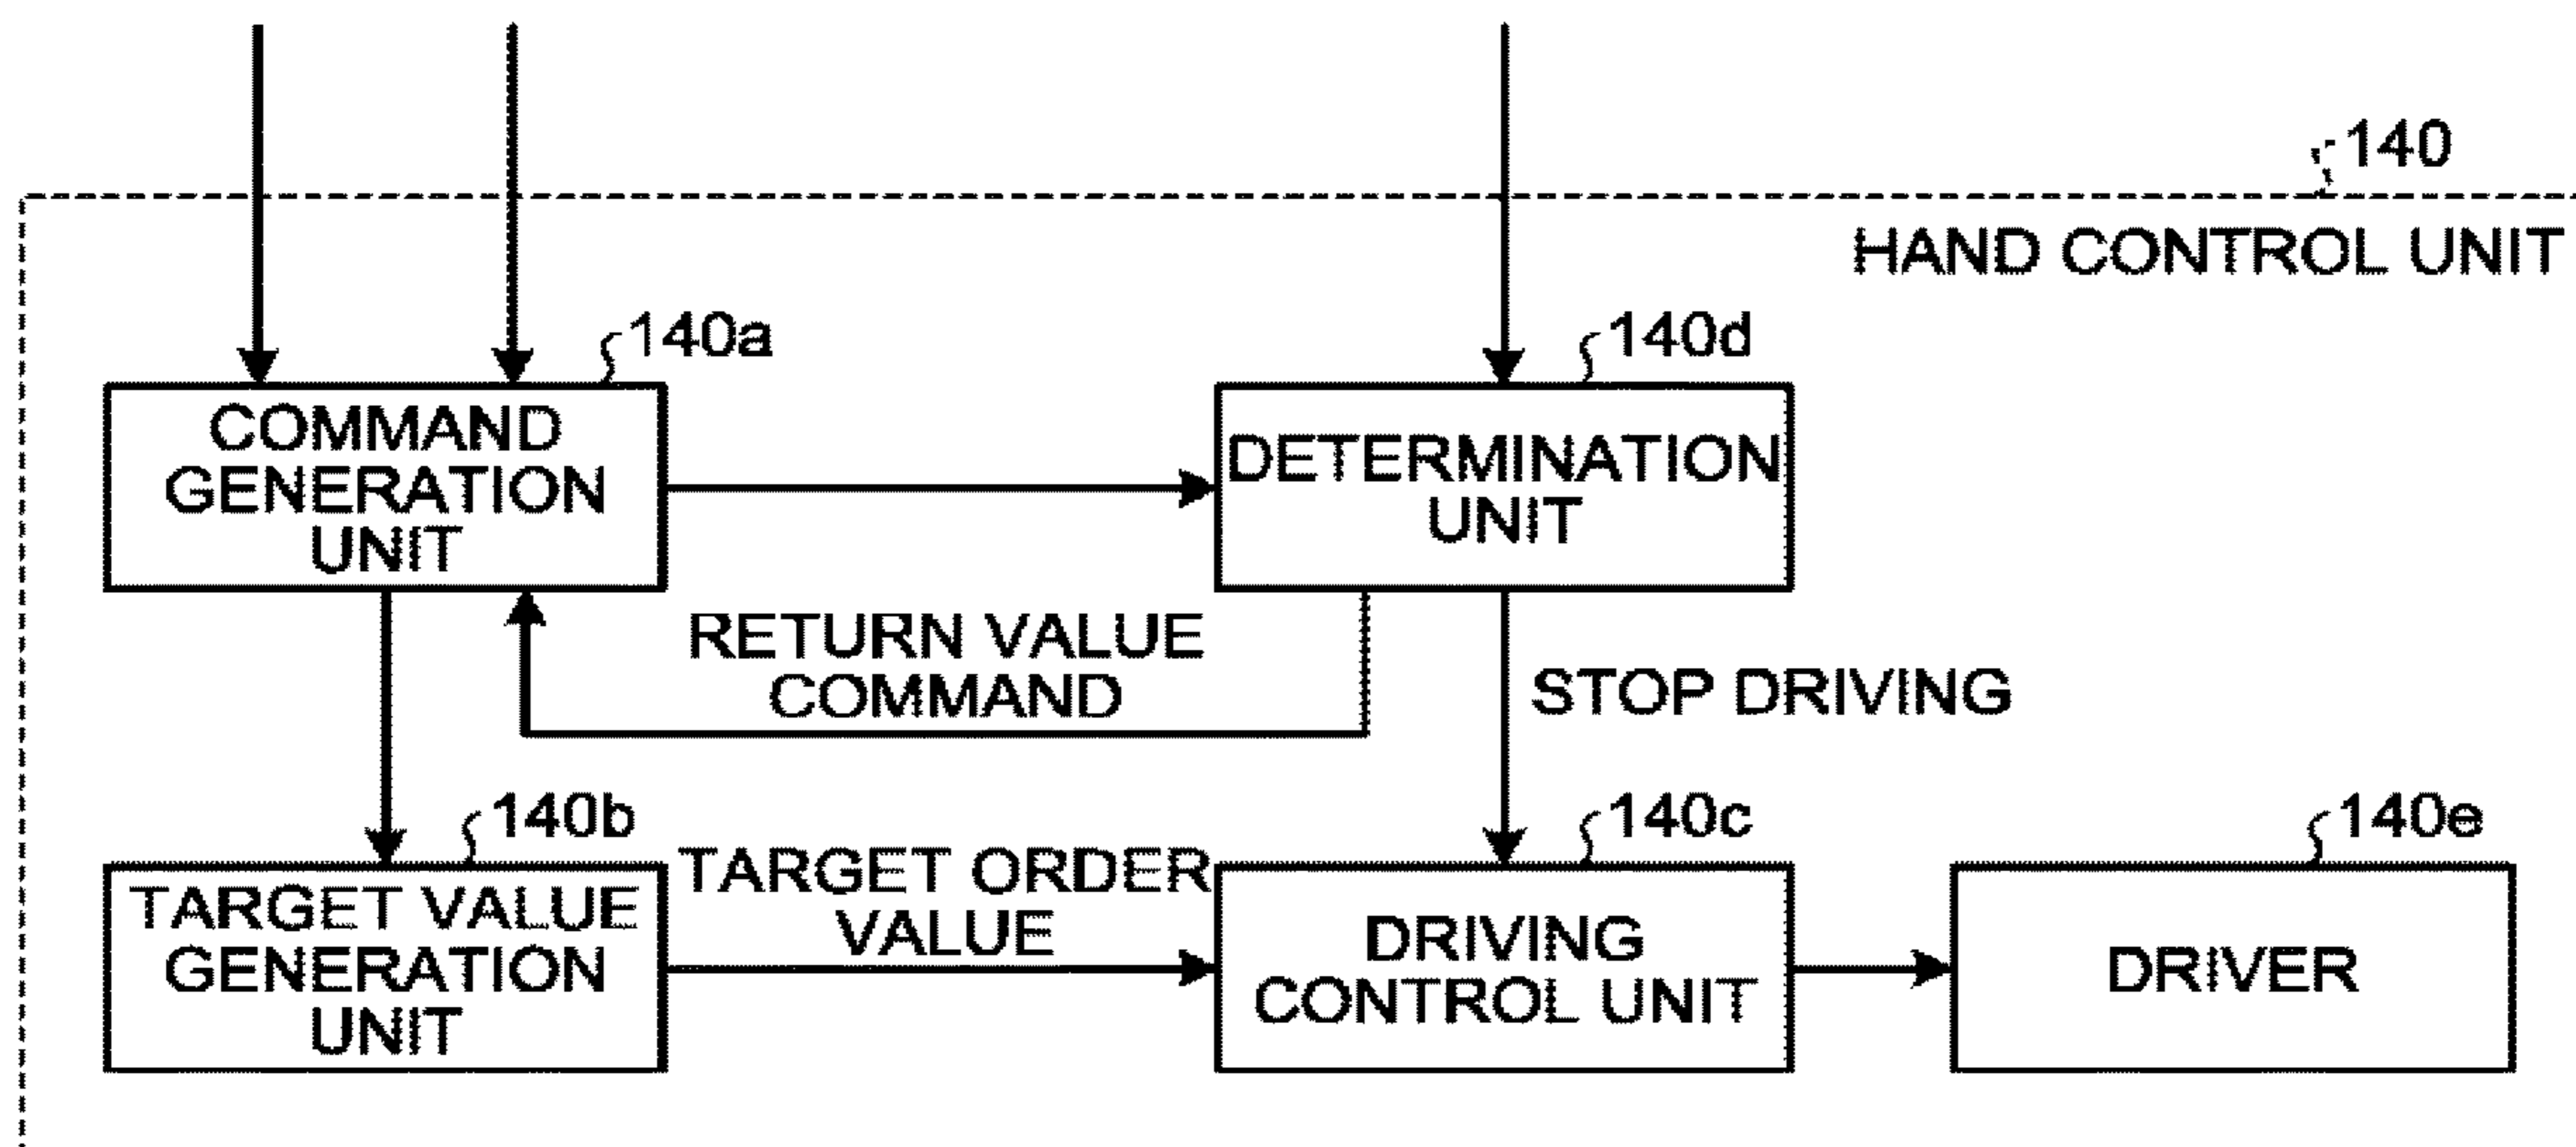 140
HAND CONTROL UNIT
140a
COMMAND
GENERATION
UNIT
140d
DETERMINATION
UNIT
RETURN VALUE
COMMAND
STOP DRIVING
140b
TARGET VALUE
GENERATION
UNIT
TARGET ORDER
VALUE
140c
DRIVING
CONTROL UNIT
140e
DRIVER